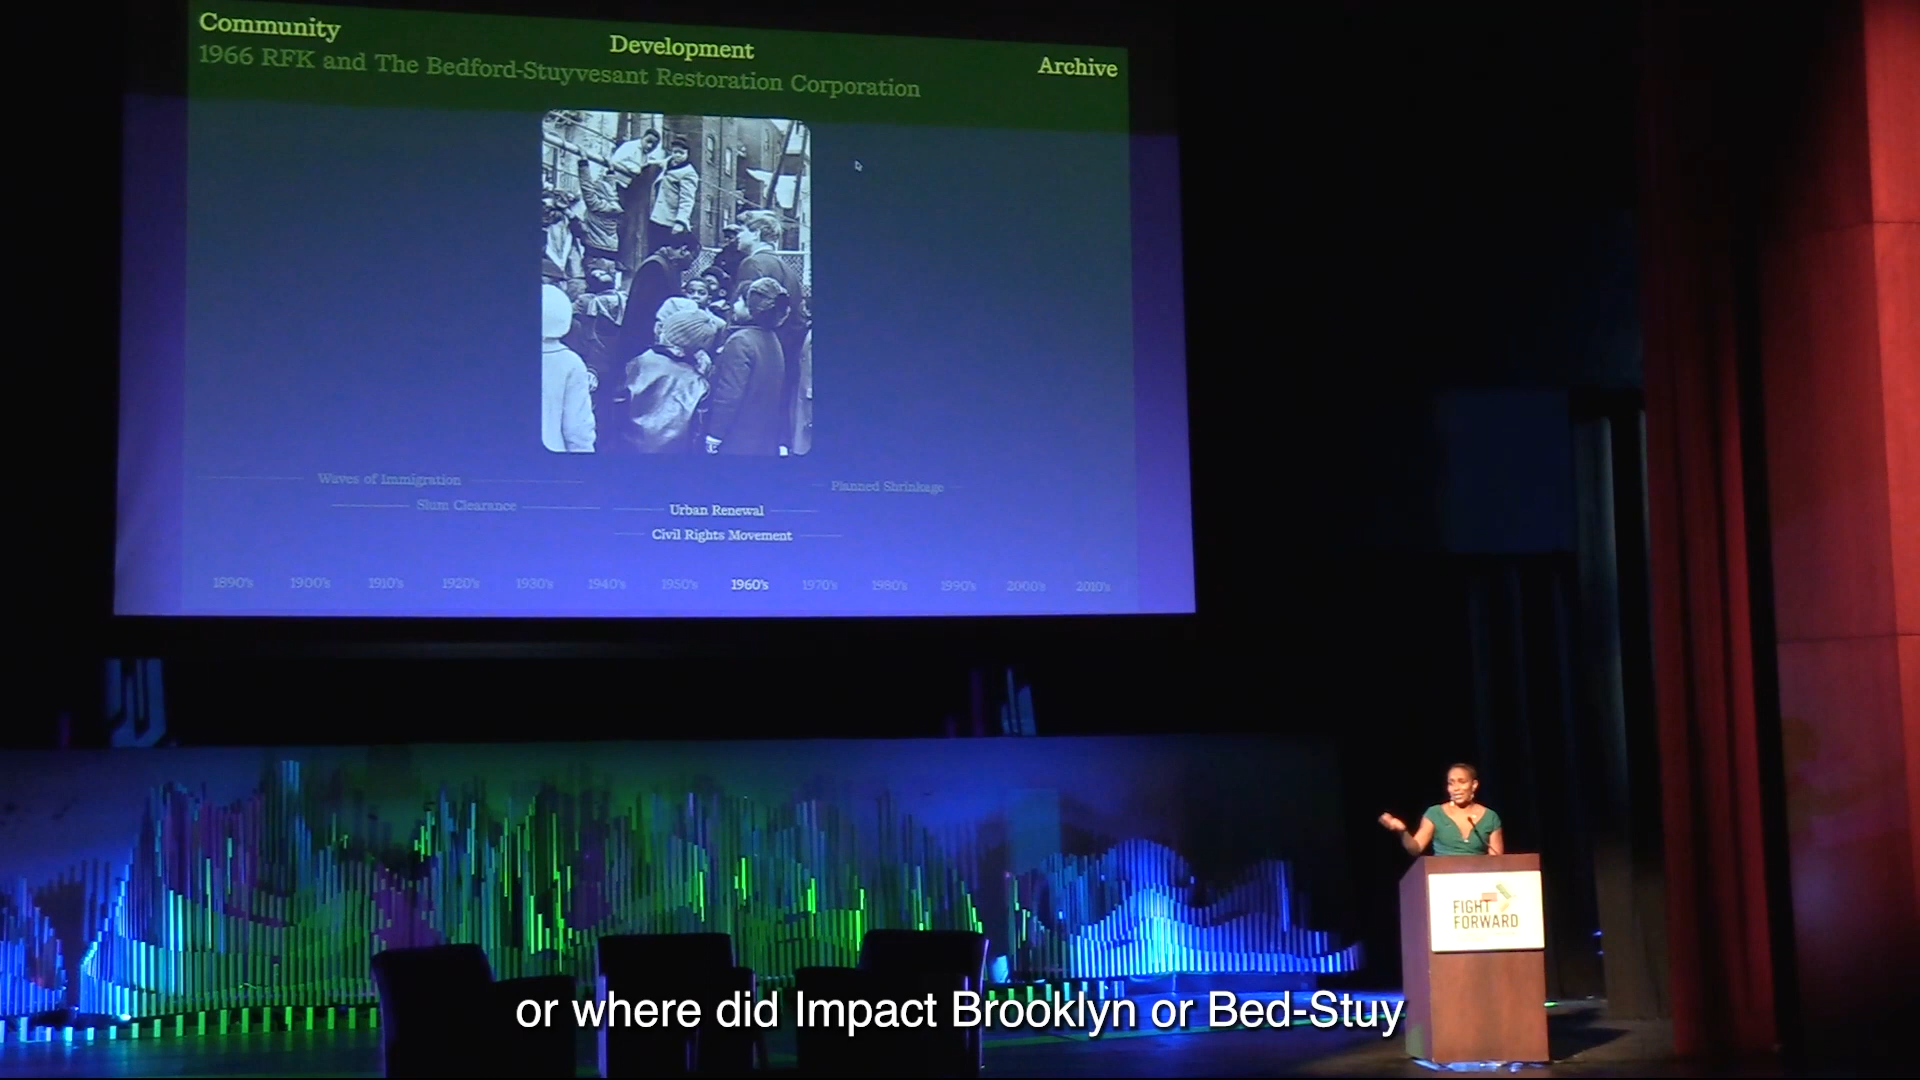 Community
Development
Archive
1966 RFK and The Bedford-Stuyvesant Restoration Corporation
Waves of Immigration
Planned Shrinkage
Slum Clearance
Urban Renewal
Civil Rights Movement
1890's 1900's 1910's 1920's 1930's 1940's 1950's 1960's 1970's 1980's 1990's 2000's 2010's
FIGHT
FORWARD
or where did Impact Brooklyn or Bed-Stuy